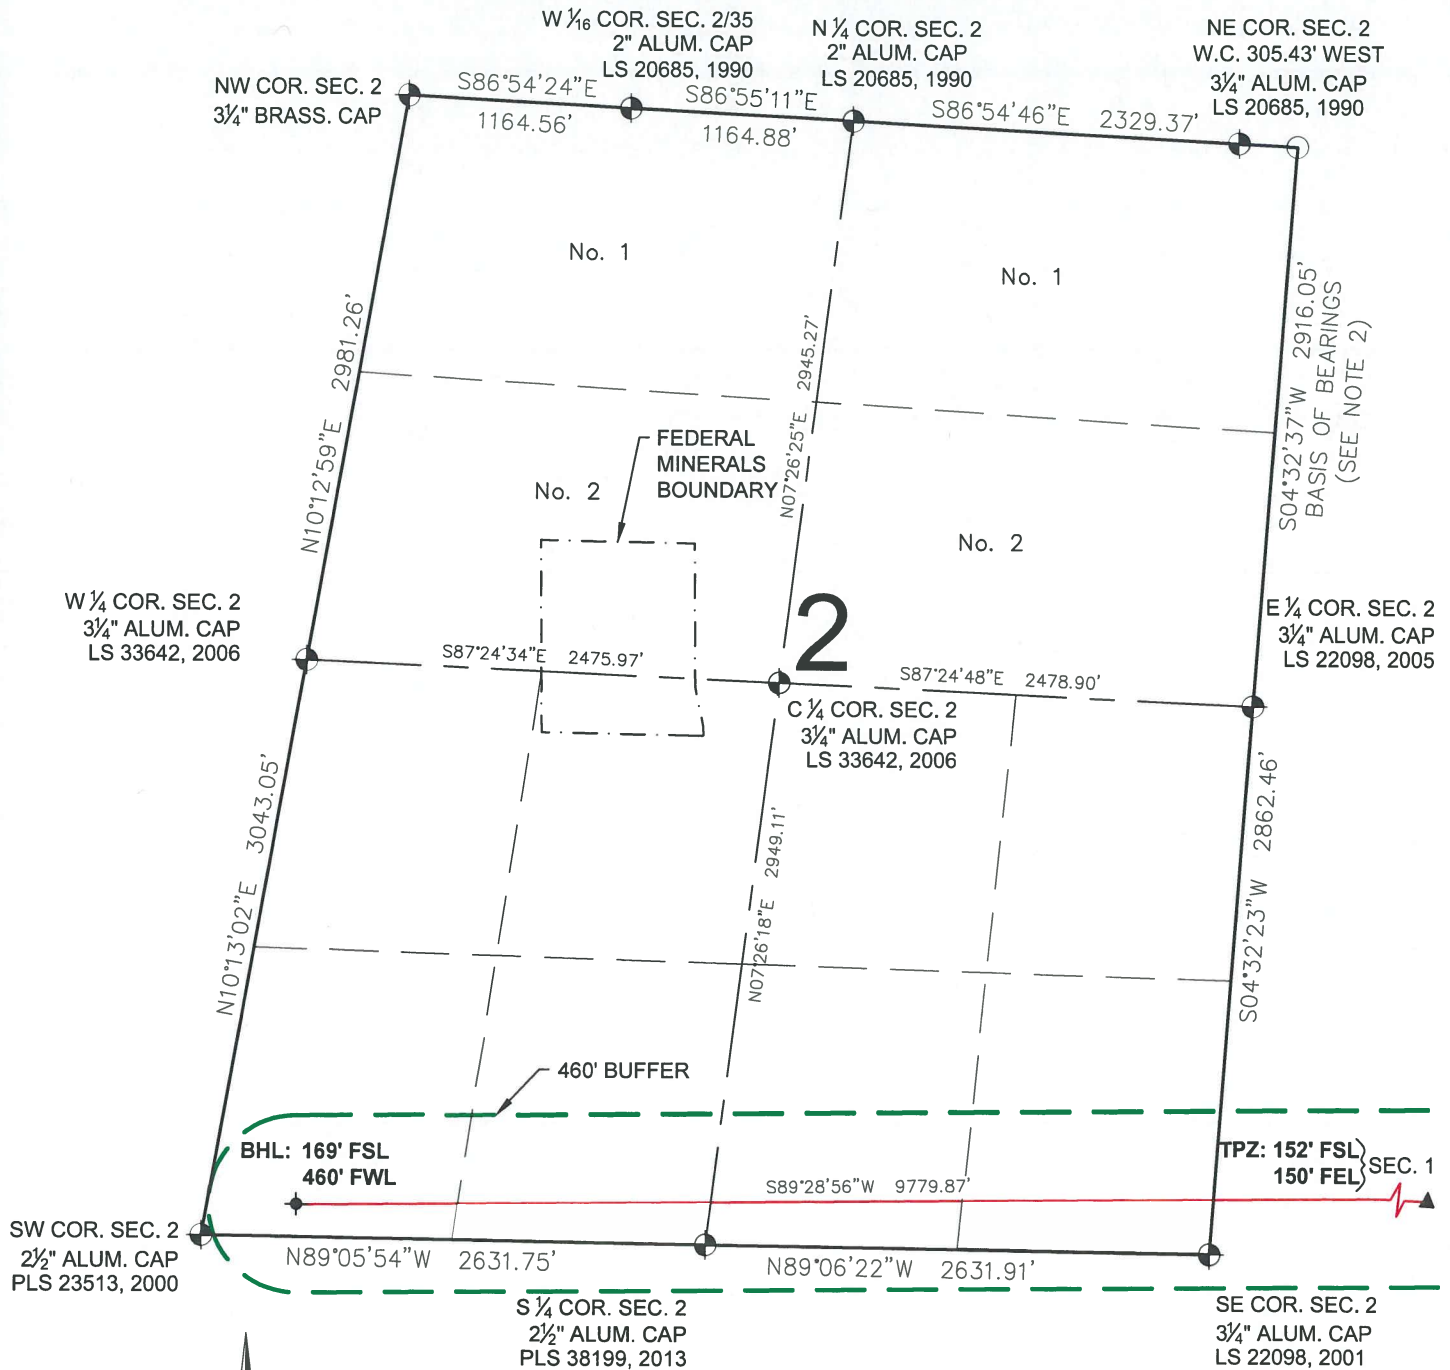 W 1/16 COR. SEC. 2/35
2" ALUM. CAP
LS 20685, 1990
N 1/4 COR. SEC. 2
2" ALUM. CAP
LS 20685, 1990
NE COR. SEC. 2
W.C. 305.43' WEST
3 1/4" ALUM. CAP
LS 20685, 1990
NW COR. SEC. 2
3 1/4" BRASS. CAP
S86°54'24"E
1164.56'
S86°55'11"E
1164.88'
S86°54'46"E 2329.37'
No. 1
No. 1
N10°12'59"E 2981.26'
N07°26'25"E 2945.27'
S04°32'37"W 2916.05'
BASIS OF BEARINGS
(SEE NOTE 2)
FEDERAL
MINERALS
BOUNDARY
No. 2
No. 2
2
W 1/4 COR. SEC. 2
3 1/4" ALUM. CAP
LS 33642, 2006
E 1/4 COR. SEC. 2
3 1/4" ALUM. CAP
LS 22098, 2005
S87°24'34"E 2475.97'
S87°24'48"E 2478.90'
C 1/4 COR. SEC. 2
3 1/4" ALUM. CAP
LS 33642, 2006
N10°13'02"E 3043.05'
N07°26'18"E 2949.11'
S04°32'23"W 2862.46'
460' BUFFER
BHL: 169' FSL
460' FWL
TPZ: 152' FSL
150' FEL
SEC. 1
S89°28'56"W 9779.87'
SW COR. SEC. 2
2 1/2" ALUM. CAP
PLS 23513, 2000
N89°05'54"W 2631.75'
N89°06'22"W 2631.91'
S 1/4 COR. SEC. 2
2 1/2" ALUM. CAP
PLS 38199, 2013
SE COR. SEC. 2
3 1/4" ALUM. CAP
LS 22098, 2001